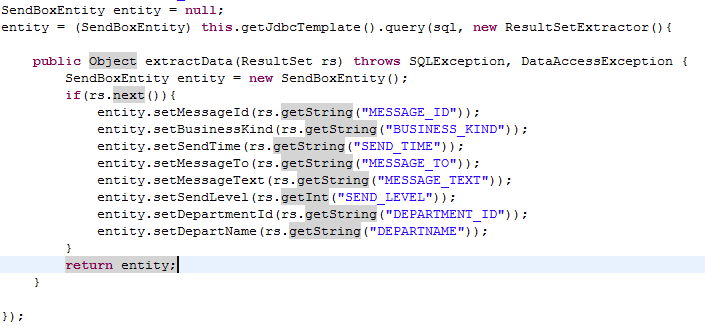 SendBoxEntity entity = null;
entity = (SendBoxEntity) this.getJdbcTemplate().query(sql, new ResultSetExtractor(){
public Object extractData(ResultSet rs) throws SQLException, DataAccessException {
SendBoxEntity entity = new SendBoxEntity();
if(rs.next()){
entity.setMessageId(rs.getString("MESSAGE_ID"));
entity.setBusinessKind(rs.getString("BUSINESS_KIND"));
entity.setSendTime(rs.getString("SEND_TIME"));
entity.setMessageTo(rs.getString("MESSAGE_TO"));
entity.setMessageText(rs.getString("MESSAGE_TEXT"));
entity.setSendLevel(rs.getInt("SEND_LEVEL"));
entity.setDepartmentId(rs.getString("DEPARTMENT_ID"));
entity.setDepartName(rs.getString("DEPARTNAME"));
}
return entity;
}
});